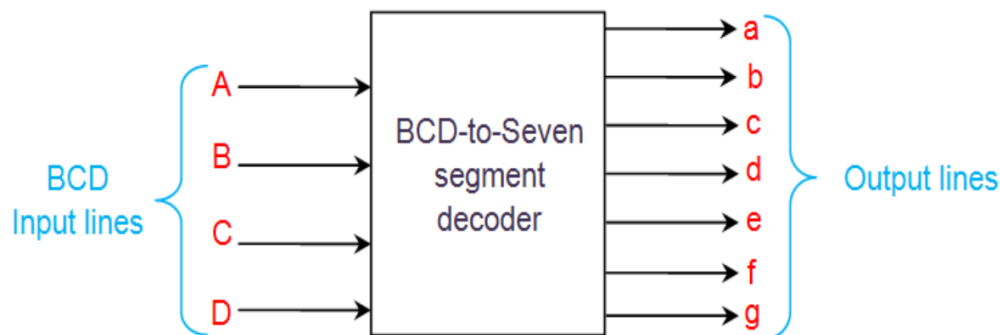 BCD
Input lines
A
B
C
D
BCD-to-Seven
segment
decoder
a
b
c
d
e
f
g
Output lines